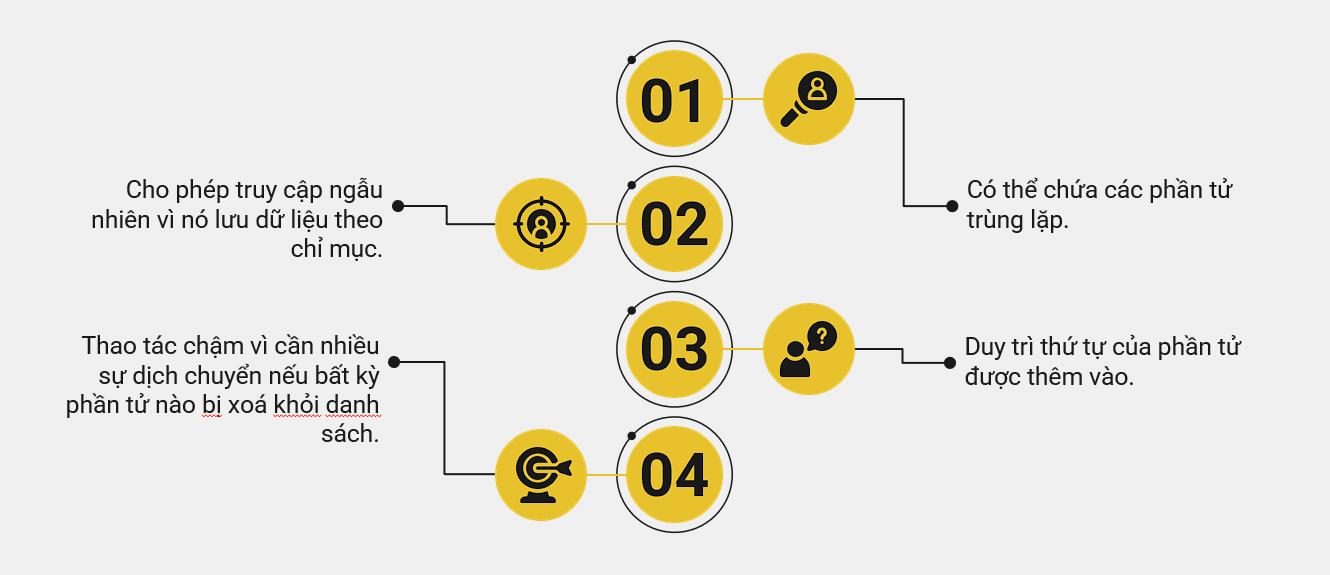 01
Có thể chứa các phần tử
trùng lặp.
02
Cho phép truy cập ngẫu
nhiên vì nó lưu dữ liệu theo
chỉ mục.
03
?
Duy trì thứ tự của phần tử
được thêm vào.
04
Thao tác chậm vì cần nhiều
sự dịch chuyển nếu bất kỳ
phần tử nào bị xoá khỏi danh
sách.